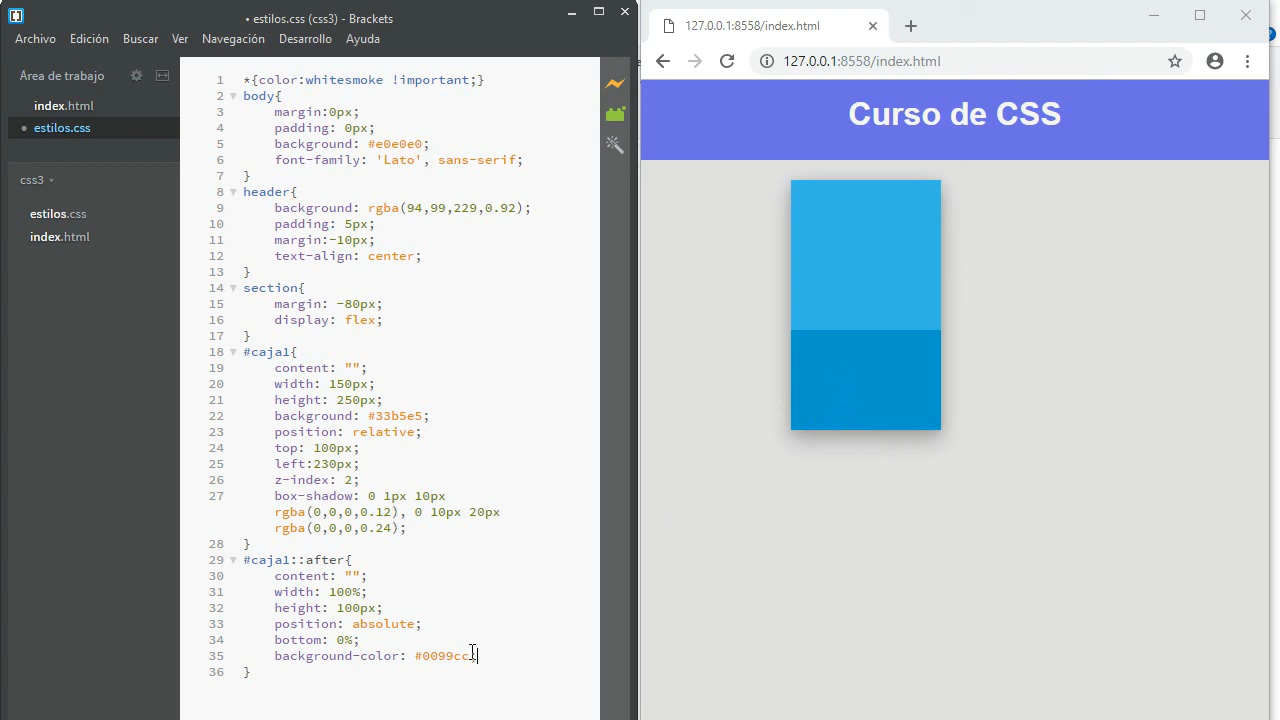 • estilos.css (css3) - Brackets
Archivo Edición Buscar Ver Navegación Desarrollo Ayuda
Área de trabajo
index.html
• estilos.css
css3
estilos.css
index.html
1 *{color:whitesmoke !important;}
2 body{
3 margin:0px;
4 padding: 0px;
5 background: #e0e0e0;
6 font-family: 'Lato', sans-serif;
7 }
8 header{
9 background: rgba(94,99,229,0.92);
10 padding: 5px;
11 margin:-10px;
12 text-align: center;
13 }
14 section{
15 margin: -80px;
16 display: flex;
17 }
18 #caja1{
19 content: "";
20 width: 150px;
21 height: 250px;
22 background: #33b5e5;
23 position: relative;
24 top: 100px;
25 left:230px;
26 z-index: 2;
27 box-shadow: 0 1px 10px
rgba(0,0,0,0.12), 0 10px 20px
rgba(0,0,0,0.24);
28 }
29 #caja1::after{
30 content: "";
31 width: 100%;
32 height: 100px;
33 position: absolute;
34 bottom: 0%;
35 background-color: #0099cc;
36 }
127.0.0.1:8558/index.html
127.0.0.1:8558/index.html
Curso de CSS